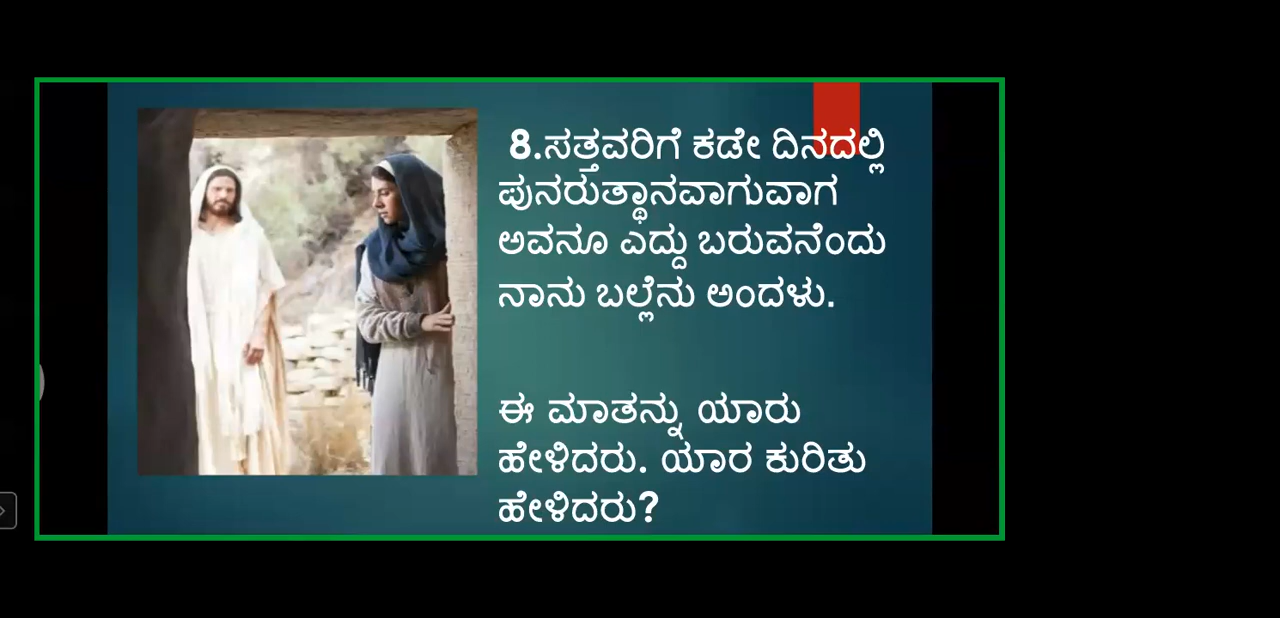 8.ಸತ್ತವರಿಗೆ ಕಡೇ ದಿನದಲ್ಲಿ
ಪುನರುತ್ಥಾನವಾಗುವಾಗ
ಅವನೂ ಎದ್ದು ಬರುವನೆಂದು
ನಾನು ಬಲ್ಲೆನು ಅಂದಳು.
ಈ ಮಾತನ್ನು ಯಾರು
ಹೇಳಿದರು. ಯಾರ ಕುರಿತು
ಹೇಳಿದರು?